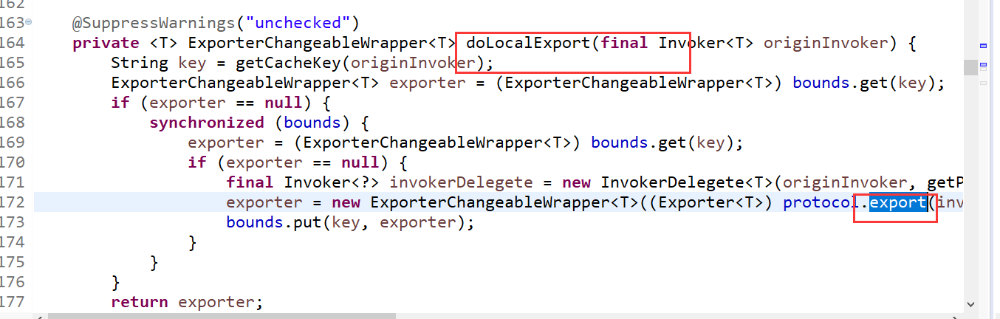 162
163 @SuppressWarnings("unchecked")
164 private <T> ExporterChangeableWrapper<T> doLocalExport(final Invoker<T> originInvoker) {
165 String key = getCacheKey(originInvoker);
166 ExporterChangeableWrapper<T> exporter = (ExporterChangeableWrapper<T>) bounds.get(key);
167 if (exporter == null) {
168 synchronized (bounds) {
169 exporter = (ExporterChangeableWrapper<T>) bounds.get(key);
170 if (exporter == null) {
171 final Invoker<?> invokerDelegete = new InvokerDelegete<T>(originInvoker, getP
172 exporter = new ExporterChangeableWrapper<T>((Exporter<T>) protocol.export(inv
173 bounds.put(key, exporter);
174 }
175 }
176 }
177 return exporter;